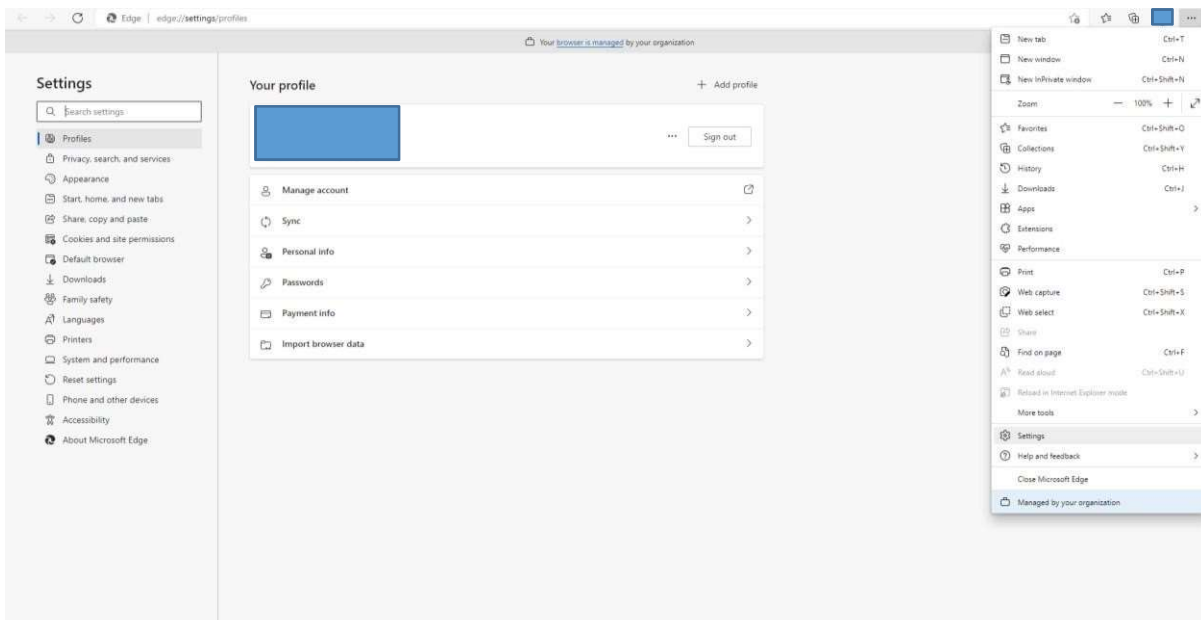 Edge | edge://settings/profiles
Your browser is managed by your organization
Settings
Search settings
Profiles
Privacy, search, and services
Appearance
Start, home, and new tabs
Share, copy and paste
Cookies and site permissions
Default browser
Downloads
Family safety
Languages
Printers
System and performance
Reset settings
Phone and other devices
Accessibility
About Microsoft Edge
Your profile
+ Add profile
Sign out
Manage account
Sync
Personal info
Passwords
Payment info
Import browser data
New tab Ctrl+T
New window Ctrl+N
New InPrivate window Ctrl+Shift+N
Zoom — 100% +
Favorites Ctrl+Shift+O
Collections Ctrl+Shift+Y
History Ctrl+H
Downloads Ctrl+J
Apps
Extensions
Performance
Print Ctrl+P
Web capture Ctrl+Shift+S
Web select Ctrl+Shift+X
Share
Find on page Ctrl+F
Read aloud Ctrl+Shift+U
Reload in Internet Explorer mode
More tools
Settings
Help and feedback
Close Microsoft Edge
Managed by your organization